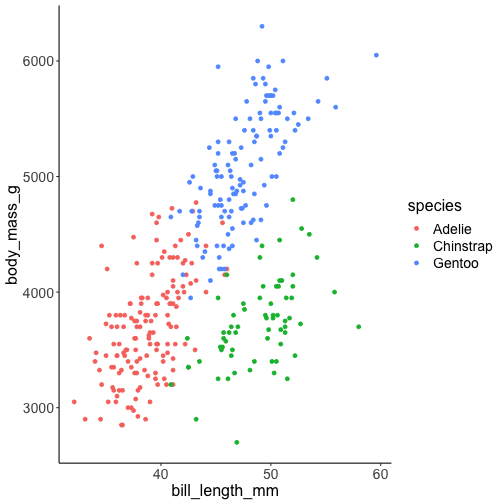 6000
5000
4000
3000
body_mass_g
40
50
60
bill_length_mm
species
Adelie
Chinstrap
Gentoo